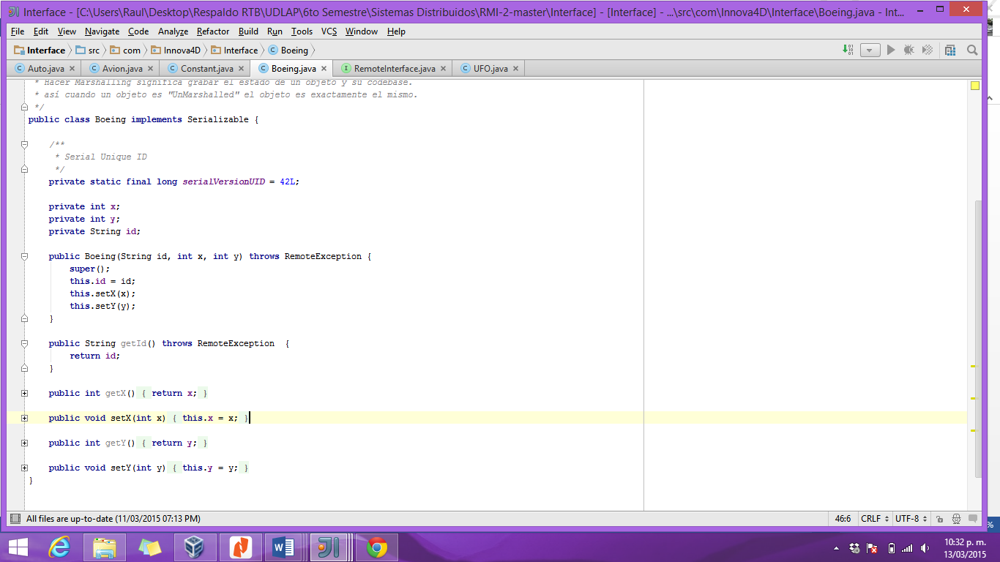 Interface - [C:\Users\Raul\Desktop\Respaldo RTB\UDLAP\6to Semestre\Sistemas Distribuidos\RMI-2-master\Interface] - [Interface] - ...\src\com\Innova4D\Interface\Boeing.java - Int...
File Edit View Navigate Code Analyze Refactor Build Run Tools VCS Window Help
Interface src com Innova4D Interface Boeing
Auto.java Avion.java Constant.java Boeing.java RemoteInterface.java UFO.java
* Hacer Marshalling significa grabar el estado de un objeto y su codebase.
* así cuando un objeto es "UnMarshalled" el objeto es exactamente el mismo.
*/
public class Boeing implements Serializable {
/**
* Serial Unique ID
*/
private static final long serialVersionUID = 42L;
private int x;
private int y;
private String id;
public Boeing(String id, int x, int y) throws RemoteException {
super();
this.id = id;
this.setX(x);
this.setY(y);
}
public String getId() throws RemoteException  {
return id;
}
public int getX() { return x; }
public void setX(int x) { this.x = x; }
public int getY() { return y; }
public void setY(int y) { this.y = y; }
}
All files are up-to-date (11/03/2015 07:13 PM) 46:6 CRLF UTF-8
%
10:32 p. m.
13/03/2015